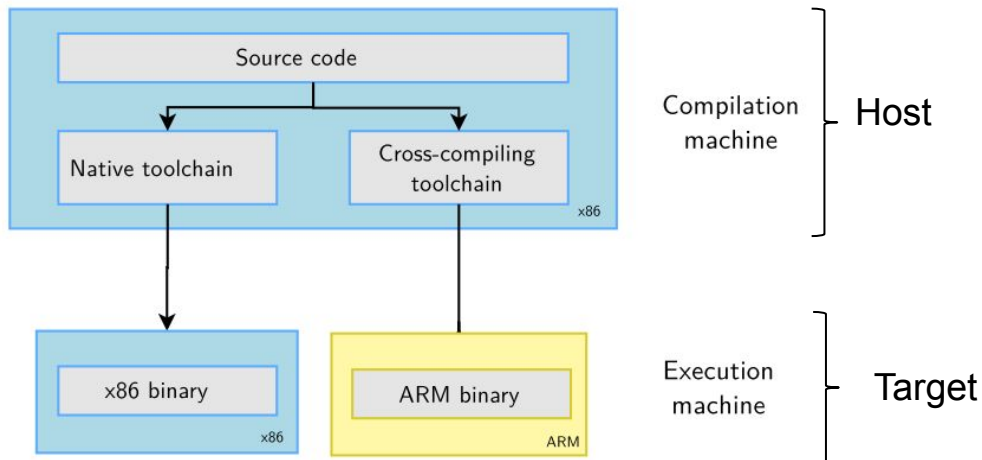 Source code
Compilation
machine
Host
Native toolchain
Cross-compiling
toolchain
x86
x86 binary
x86
ARM binary
ARM
Execution
machine
Target